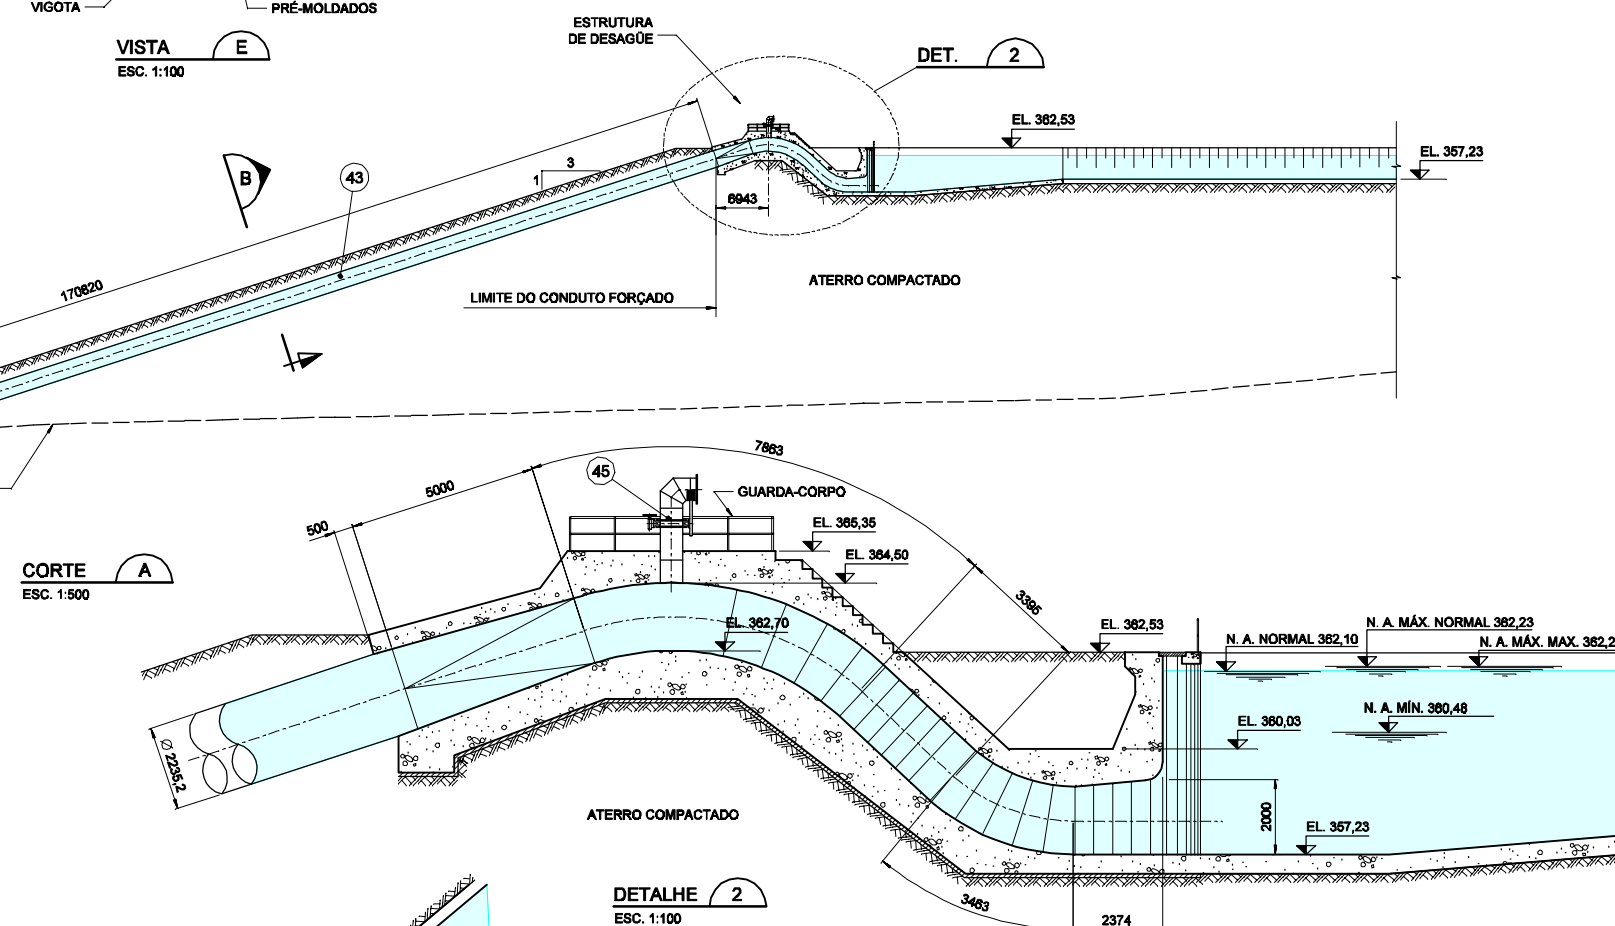 VIGOTA
PRÉ-MOLDADOS
VISTA E
ESC. 1:100
ESTRUTURA
DE DESAGÜE
DET. 2
EL. 362,53
EL. 357,23
B
43
3
1
6943
170820
ATERRO COMPACTADO
LIMITE DO CONDUTO FORÇADO
7863
5000
45
500
GUARDA-CORPO
EL. 365,35
EL. 364,50
CORTE A
ESC. 1:500
3395
EL. 362,70
EL. 362,53
N. A. NORMAL 362,10
N. A. MÁX. NORMAL 362,23
N. A. MÁX. MAX. 362,2
N. A. MÍN. 360,48
EL. 360,03
Ø 2235,2
2000
ATERRO COMPACTADO
EL. 357,23
DETALHE 2
ESC. 1:100
3463
2374